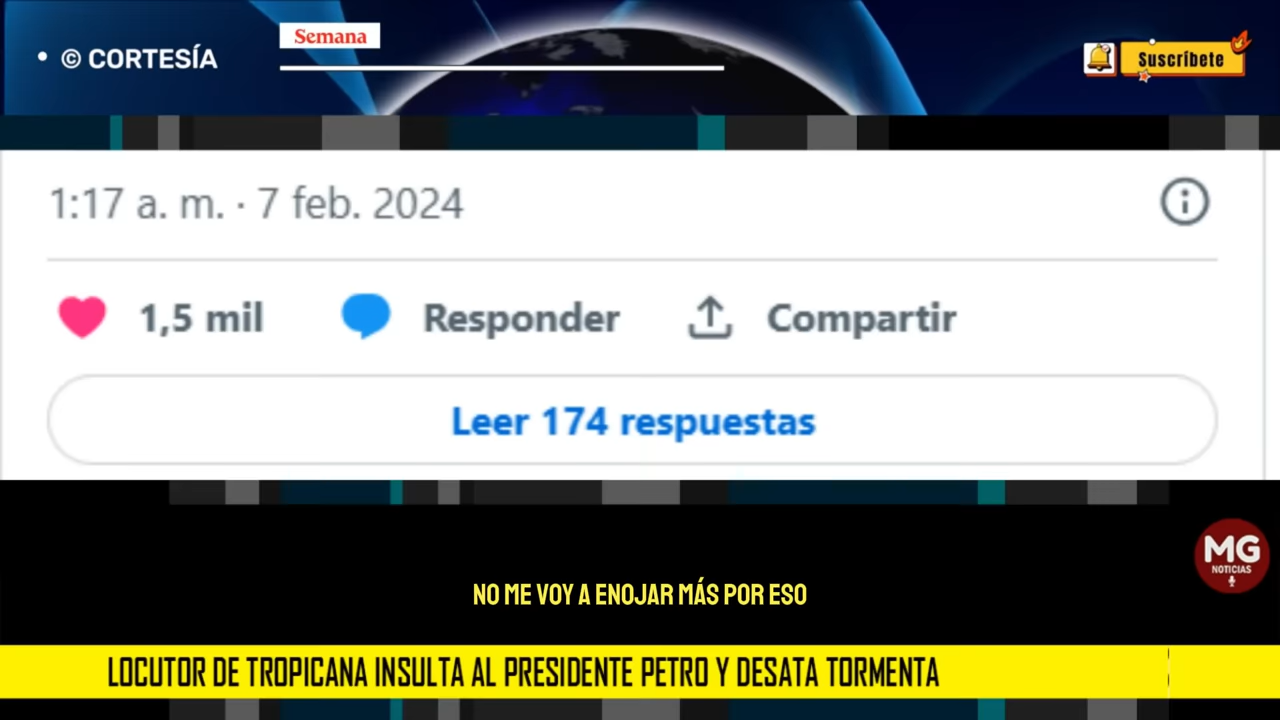 © CORTESÍA
Semana
Suscríbete
1:17 a. m. · 7 feb. 2024
1,5 mil
Responder
Compartir
Leer 174 respuestas
MG
NOTICIAS
NO ME VOY A ENOJAR MÁS POR ESO
LOCUTOR DE TROPICANA INSULTA AL PRESIDENTE PETRO Y DESATA TORMENTA